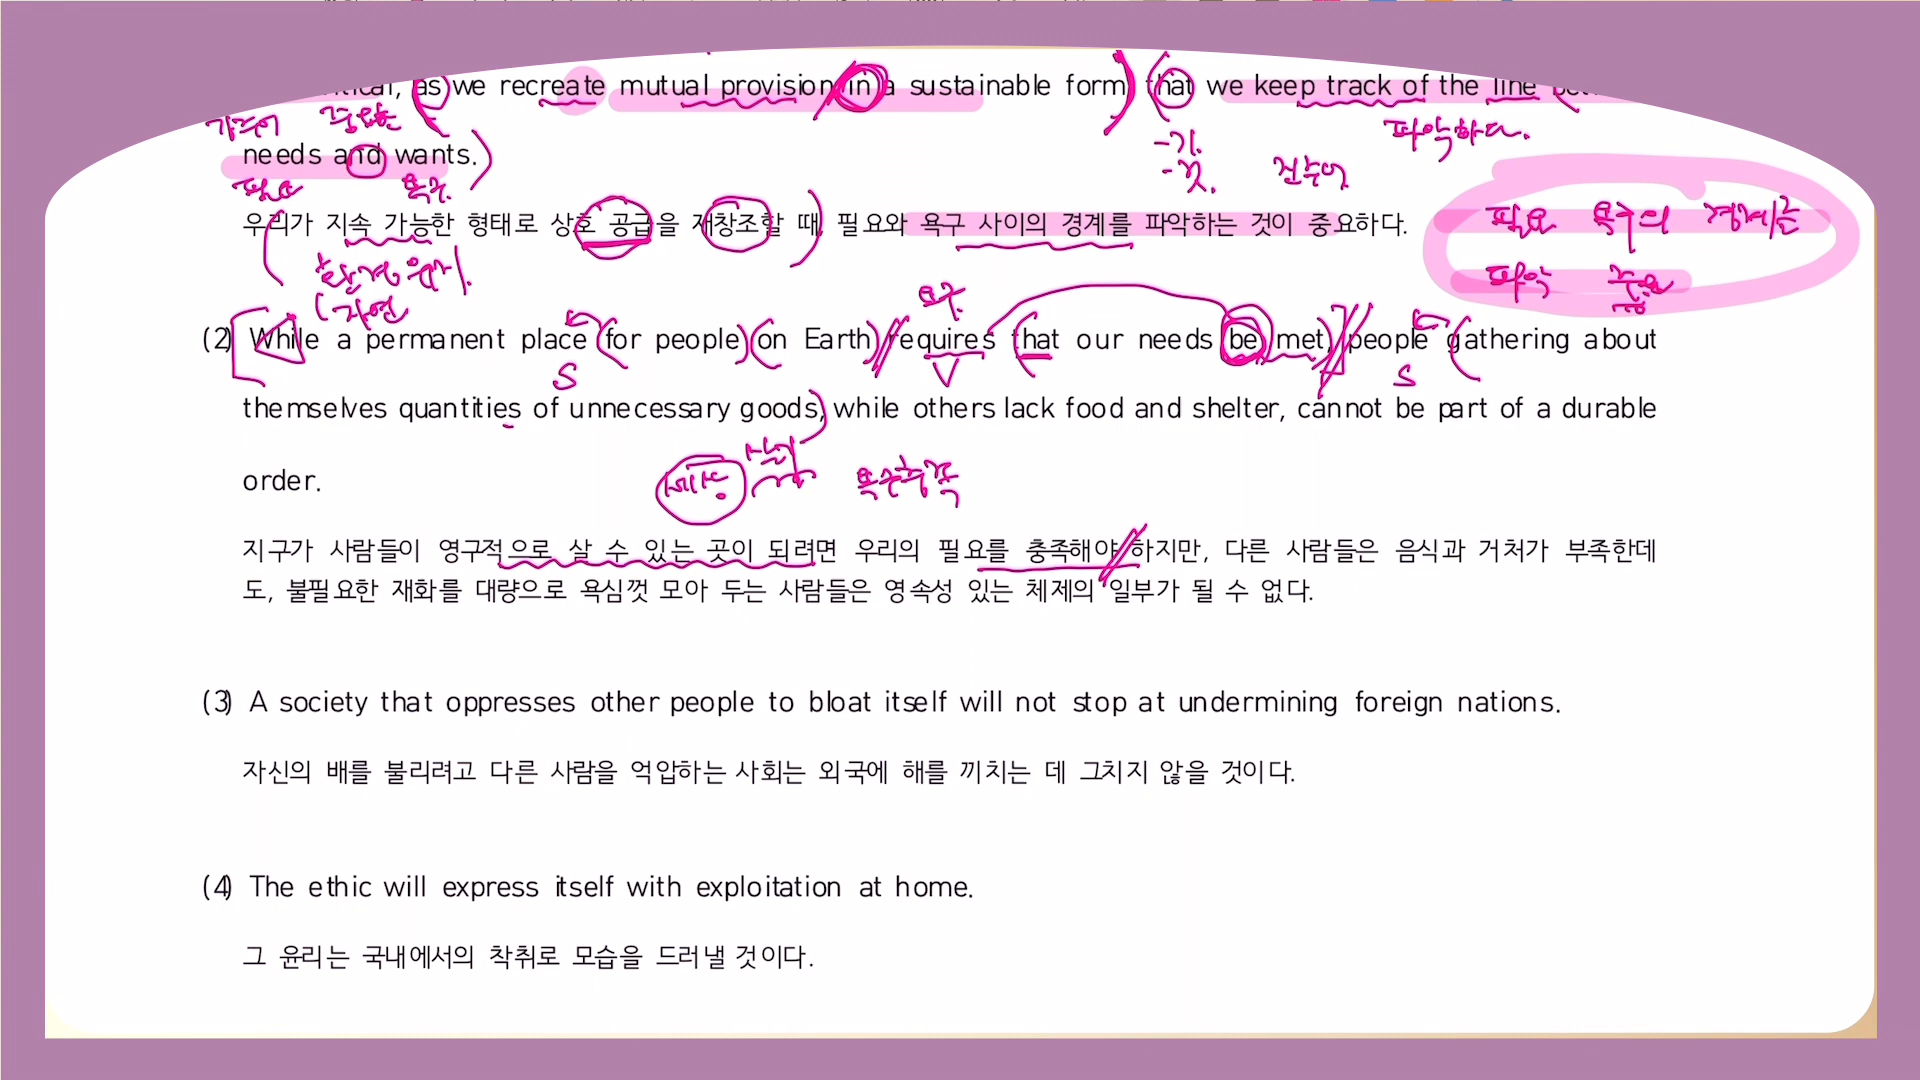 as we recreate mutual provision in a sustainable form that we keep track of the line
가주어 중요한 -기. 파악하다.
needs and wants.
-것. 진주어
필요 욕구.
우리가 지속 가능한 형태로 상호 공급을 재창조할 때, 필요와 욕구 사이의 경계를 파악하는 것이 중요하다.
필요 욕구의 경계를
파악 중요
자연
요구.
(2) While a permanent place for people on Earth requires that our needs be met, people gathering about
S V S
themselves quantities of unnecessary goods, while others lack food and shelter, cannot be part of a durable
order.
세상 욕구충족
지구가 사람들이 영구적으로 살 수 있는 곳이 되려면 우리의 필요를 충족해야 하지만, 다른 사람들은 음식과 거처가 부족한데
도, 불필요한 재화를 대량으로 욕심껏 모아 두는 사람들은 영속성 있는 체제의 일부가 될 수 없다.
(3) A society that oppresses other people to bloat itself will not stop at undermining foreign nations.
자신의 배를 불리려고 다른 사람을 억압하는 사회는 외국에 해를 끼치는 데 그치지 않을 것이다.
(4) The ethic will express itself with exploitation at home.
그 윤리는 국내에서의 착취로 모습을 드러낼 것이다.